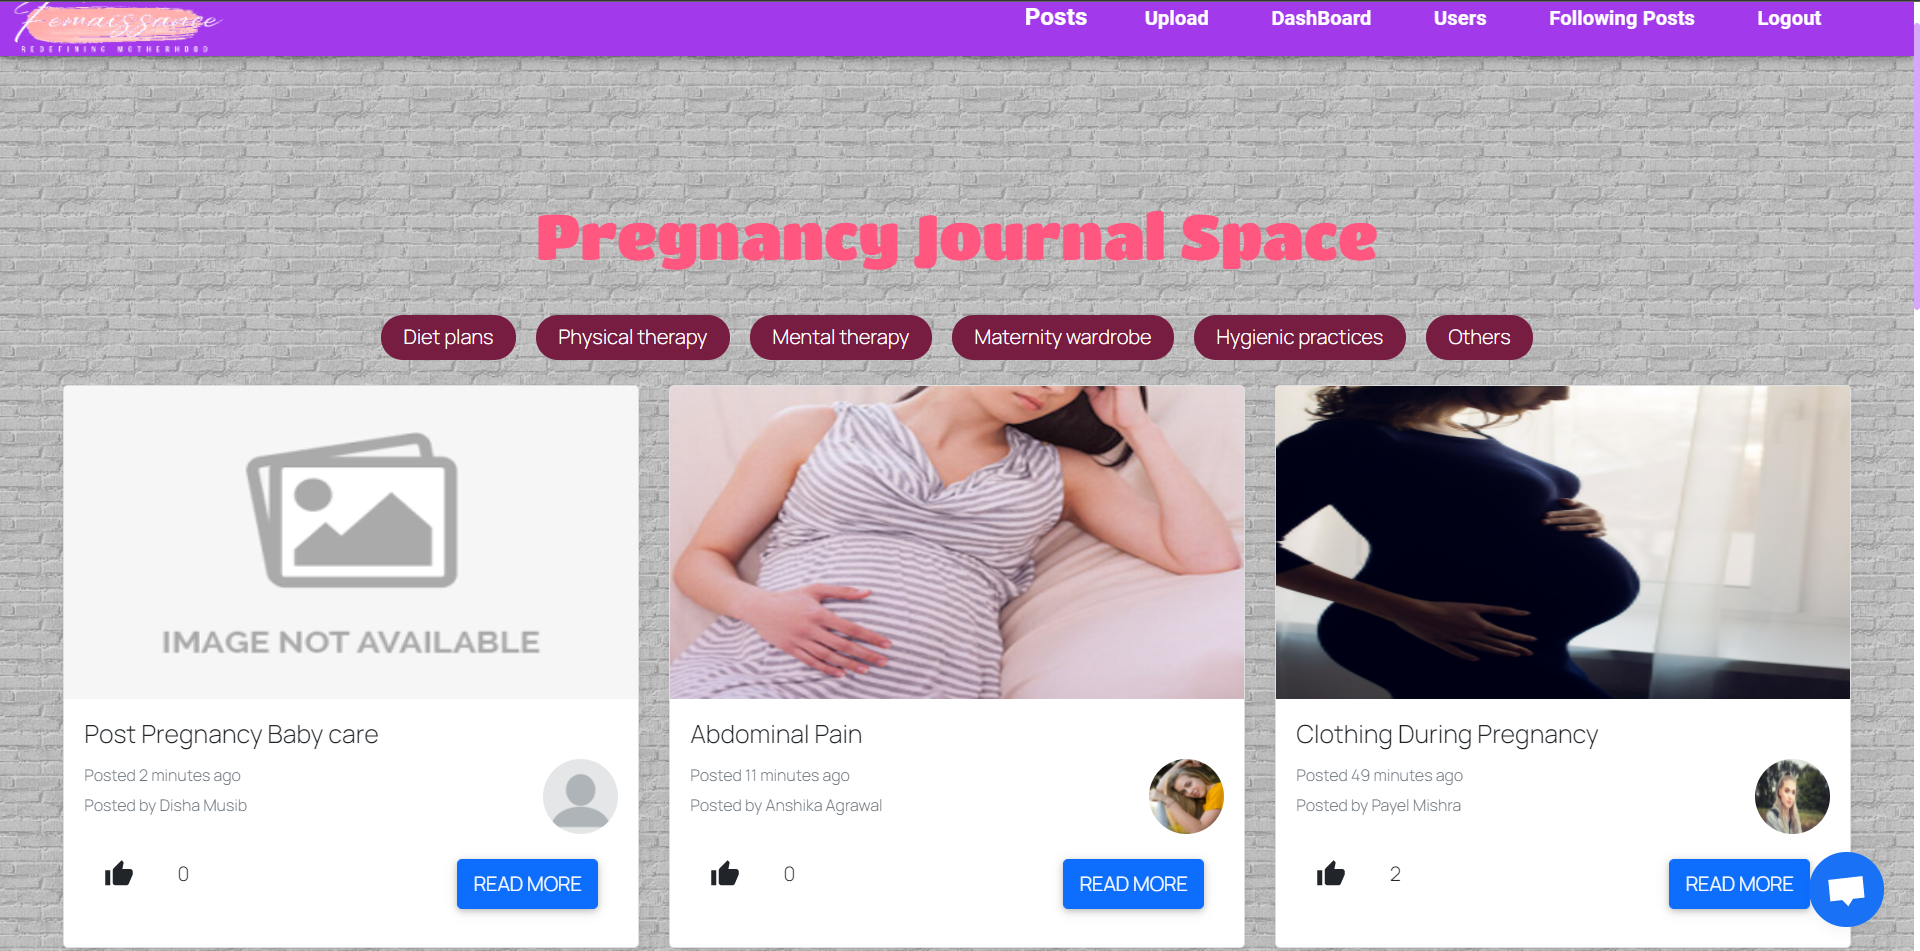 Femaissance
REDEFINING MOTHERHOOD
Posts Upload DashBoard Users Following Posts Logout
Pregnancy Journal Space
Diet plans Physical therapy Mental therapy Maternity wardrobe Hygienic practices Others
IMAGE NOT AVAILABLE
Post Pregnancy Baby care
Posted 2 minutes ago
Posted by Disha Musib
0 READ MORE
Abdominal Pain
Posted 11 minutes ago
Posted by Anshika Agrawal
0 READ MORE
Clothing During Pregnancy
Posted 49 minutes ago
Posted by Payel Mishra
2 READ MORE